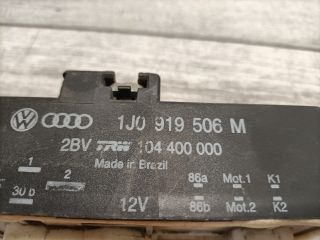 1J0 919 506 M
2BV TRW 104 400 000
Made in Brazil
1
2
30
12V
86a Mot.1 K1
86b Mot.2 K2